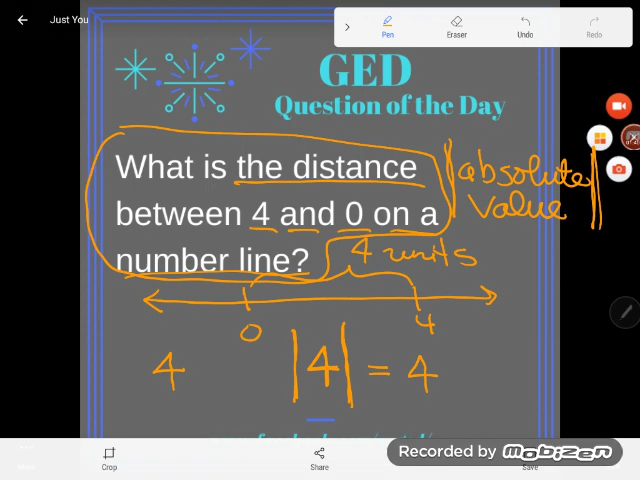 Just You
Pen
Eraser
Undo
Redo
GED
Question of the Day
What is the distance
between 4 and 0 on a
number line?
absolute
value
4 units
0
4
4
|4| = 4
Crop
Share
Save
Recorded by mobizen